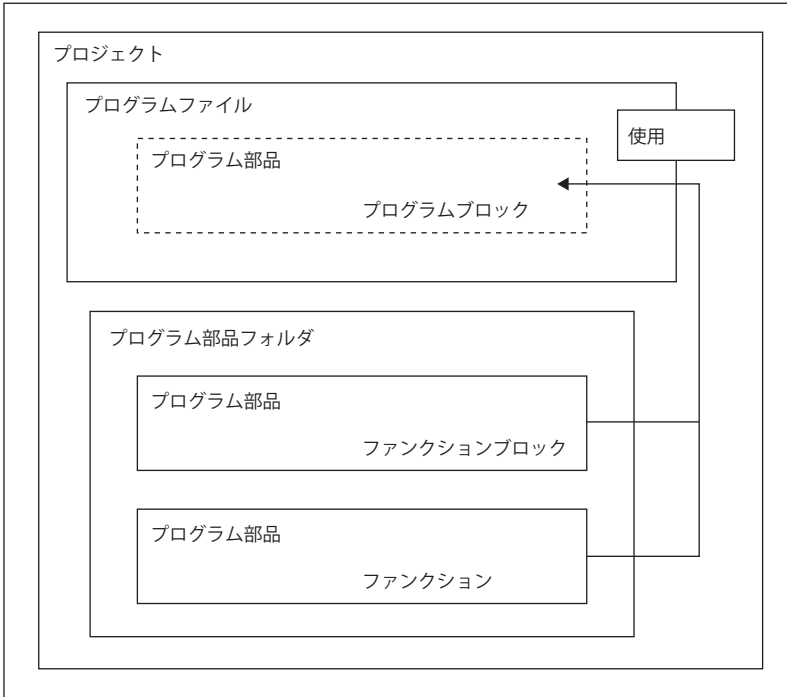 プロジェクト
プログラムファイル
使用
プログラム部品
プログラムブロック
プログラム部品フォルダ
プログラム部品
ファンクションブロック
プログラム部品
ファンクション